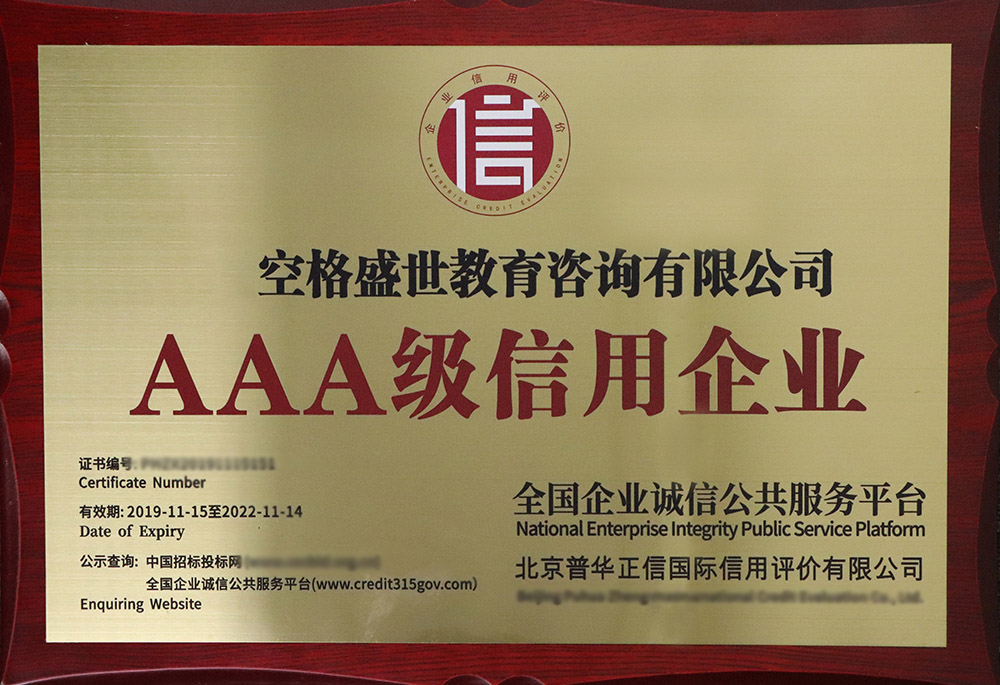 企业信用评价
信
ENTERPRISE CREDIT EVALUATION
空格盛世教育咨询有限公司
AAA级信用企业
证书编号:
Certificate Number
有效期: 2019-11-15至2022-11-14
Date of Expiry
公示查询: 中国招标投标网
全国企业诚信公共服务平台(www.credit315gov.com)
Enquiring Website
全国企业诚信公共服务平台
National Enterprise Integrity Public Service Platform
北京普华正信国际信用评价有限公司